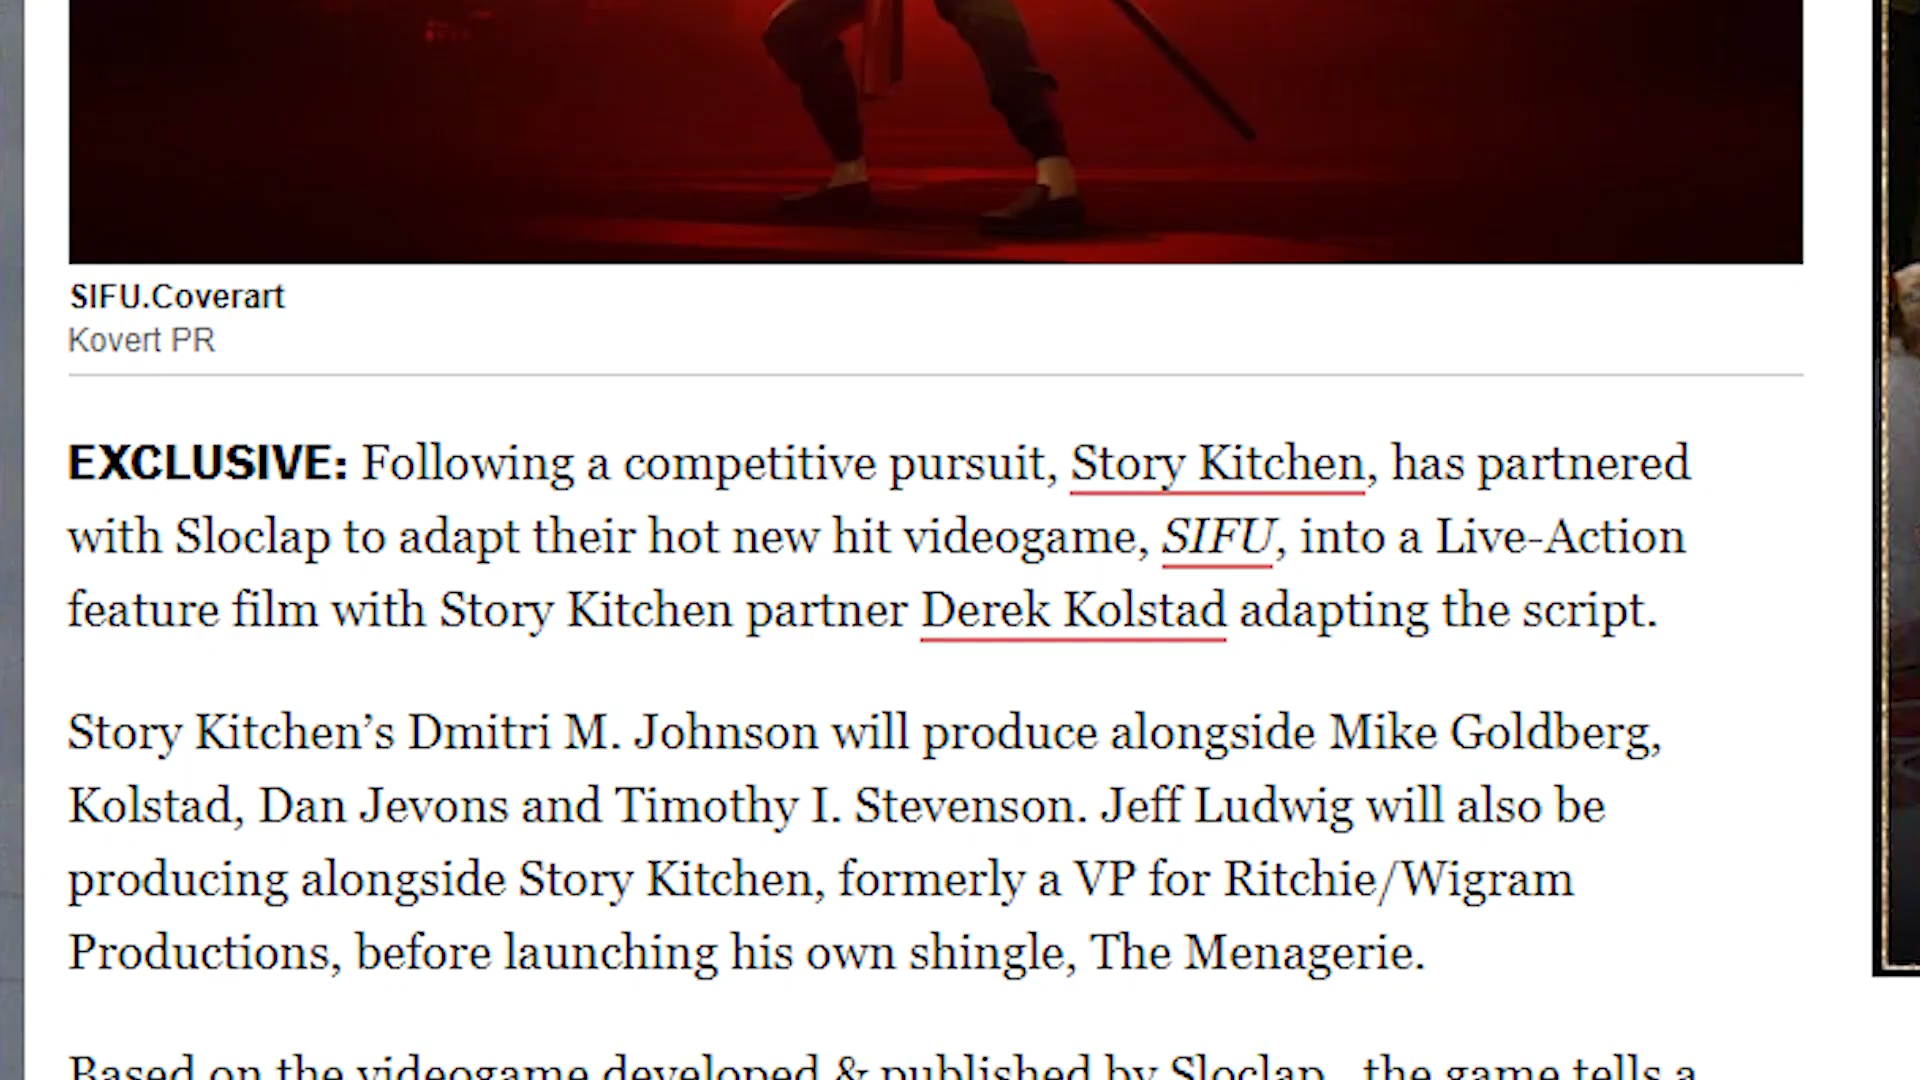 SIFU.Coverart
Kovert PR
EXCLUSIVE: Following a competitive pursuit, Story Kitchen, has partnered
with Sloclap to adapt their hot new hit videogame, SIFU, into a Live-Action
feature film with Story Kitchen partner Derek Kolstad adapting the script.
Story Kitchen’s Dmitri M. Johnson will produce alongside Mike Goldberg,
Kolstad, Dan Jevons and Timothy I. Stevenson. Jeff Ludwig will also be
producing alongside Story Kitchen, formerly a VP for Ritchie/Wigram
Productions, before launching his own shingle, The Menagerie.
Based on the videogame developed & published by Sloclap, the game tells a